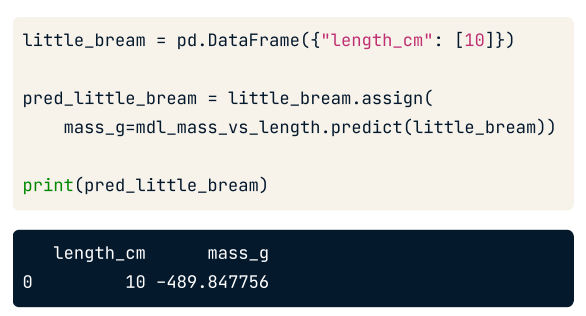 little_bream = pd.DataFrame({"length_cm": [10]})
pred_little_bream = little_bream.assign(
    mass_g=mdl_mass_vs_length.predict(little_bream))
print(pred_little_bream)
   length_cm      mass_g
0         10 -489.847756